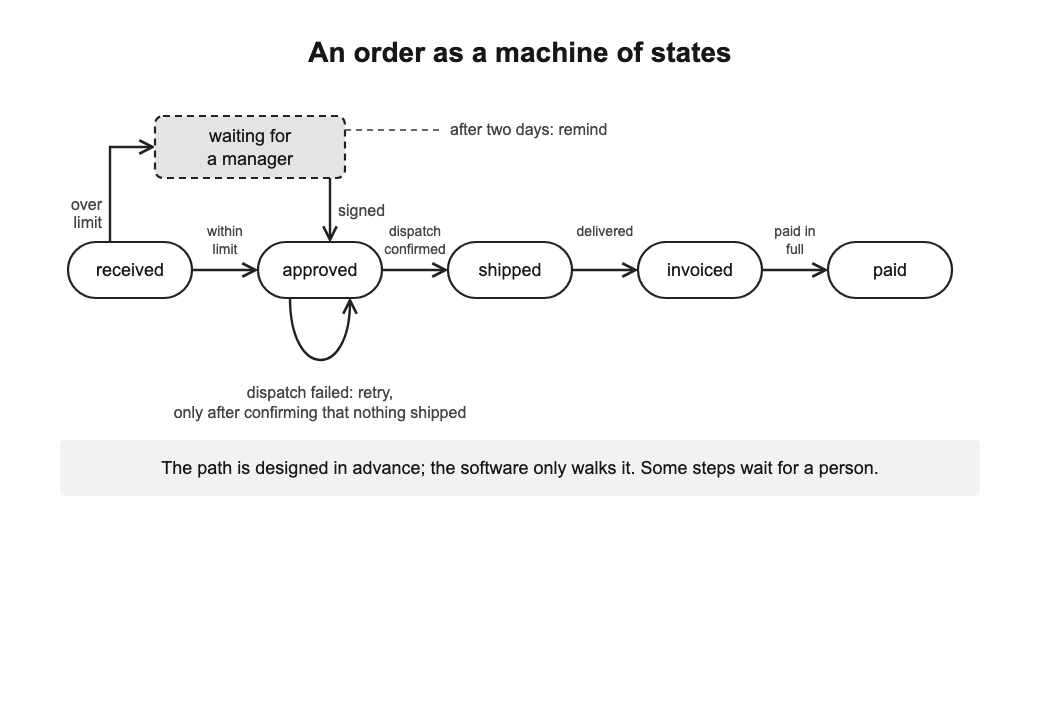 An order as a machine of states
waiting for
a manager
after two days: remind
over
limit
signed
within
limit
dispatch
confirmed
delivered
paid in
full
received
approved
shipped
invoiced
paid
dispatch failed: retry,
only after confirming that nothing shipped
The path is designed in advance; the software only walks it. Some steps wait for a person.